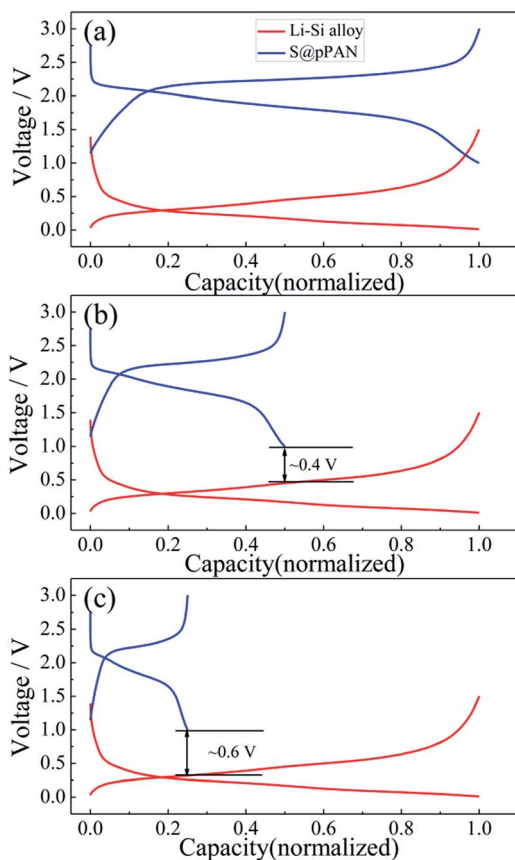 (a)
Li-Si alloy
S@pPAN
Voltage / V
3.0
2.5
2.0
1.5
1.0
0.5
0.0
0.0 0.2 0.4 0.6 0.8 1.0
Capacity(normalized)
(b)
Voltage / V
3.0
2.5
2.0
1.5
1.0
0.5
0.0
~0.4 V
0.0 0.2 0.4 0.6 0.8 1.0
Capacity(normalized)
(c)
Voltage / V
3.0
2.5
2.0
1.5
1.0
0.5
0.0
~0.6 V
0.0 0.2 0.4 0.6 0.8 1.0
Capacity(normalized)